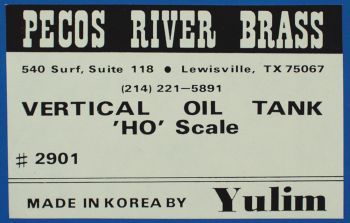 PECOS RIVER BRASS
540 Surf, Suite 118 ● Lewisville, TX 75067
(214) 221-5891
VERTICAL OIL TANK
'HO' Scale
# 2901
MADE IN KOREA BY Yulim